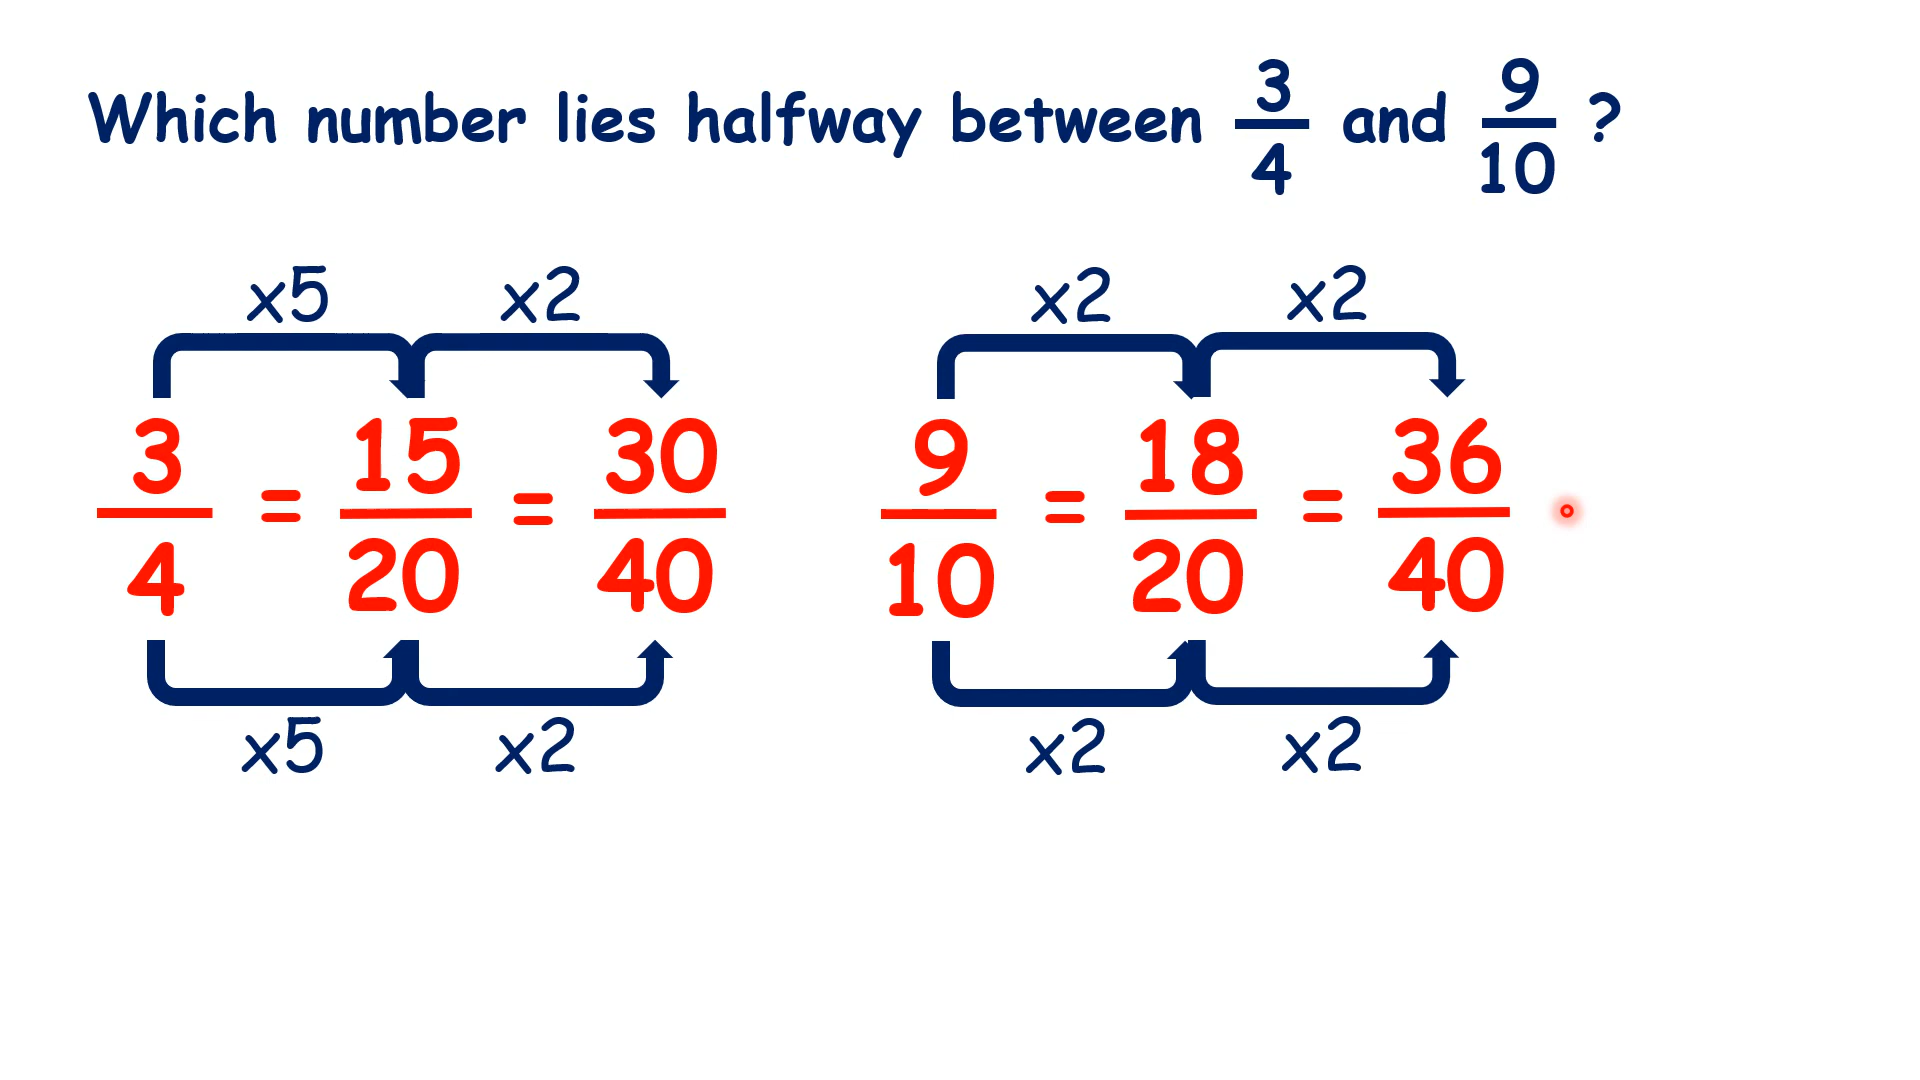 Which number lies halfway between 3/4 and 9/10 ?
x5 x2 x2 x2
3/4 = 15/20 = 30/40 9/10 = 18/20 = 36/40
x5 x2 x2 x2